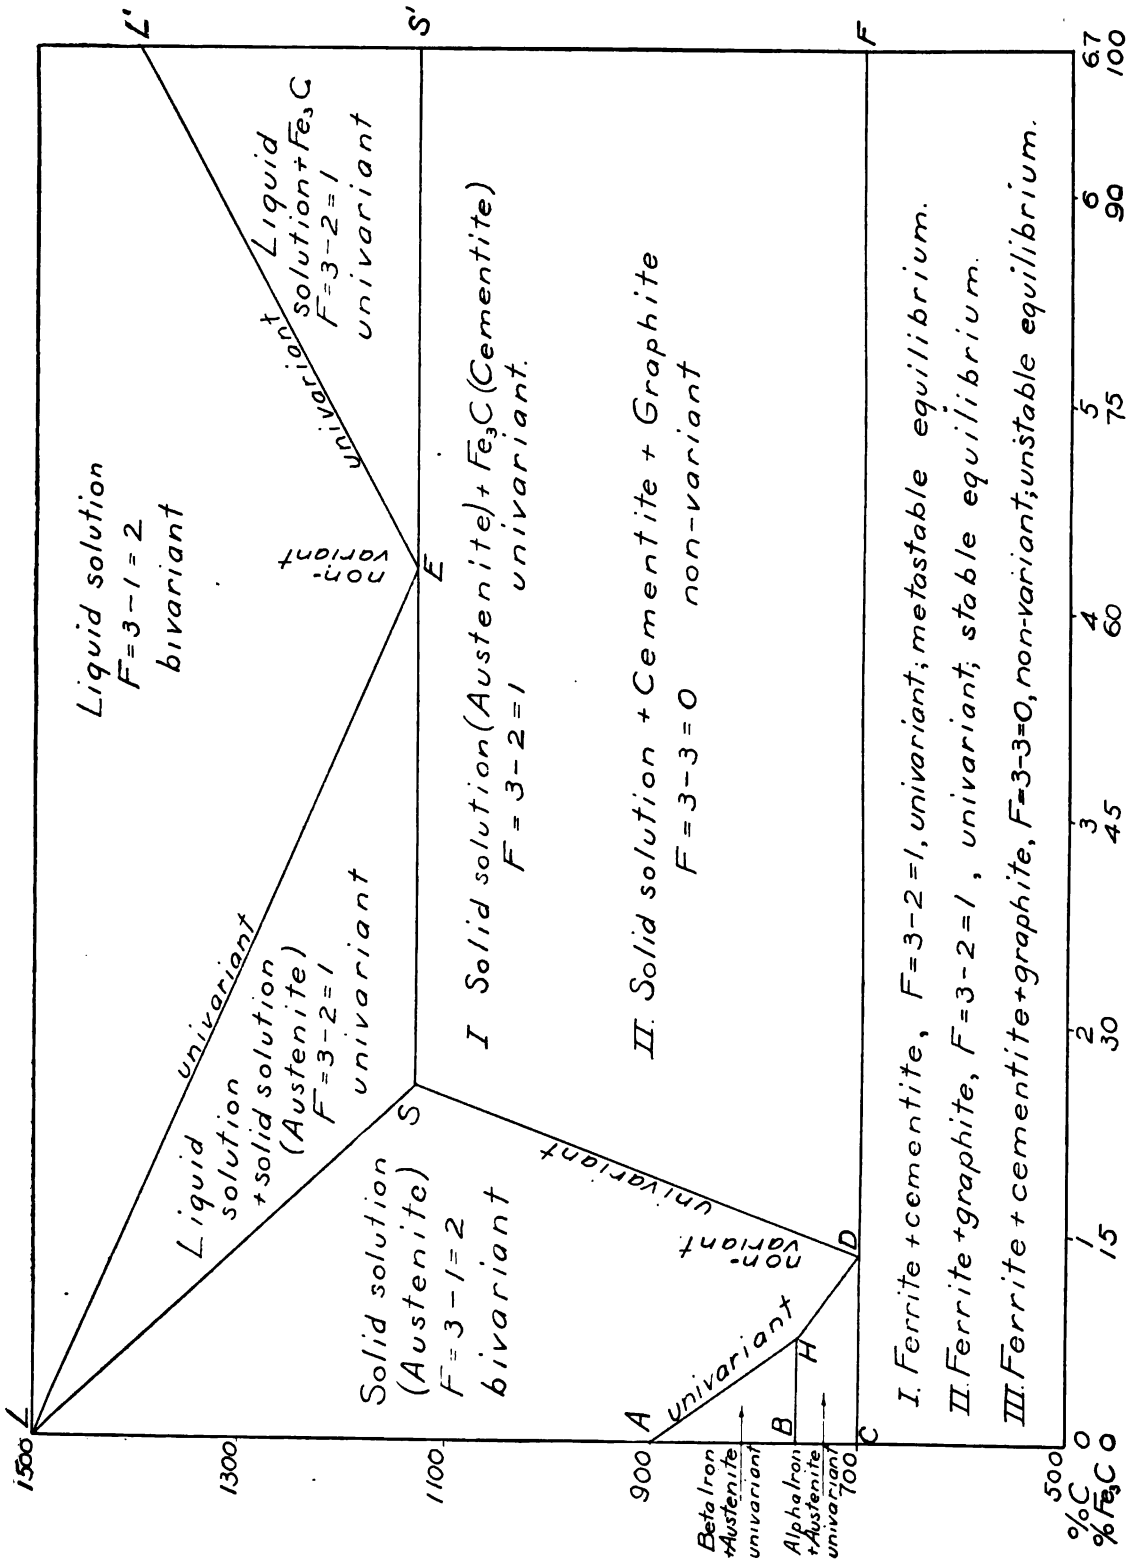 L
L'
1500
Liquid solution
F=3-1=2
bivariant
univariant
univariant
Liquid
solution+Fe₃C
F=3-2=1
univariant
Liquid
solution
+solid solution
(Austenite)
F=3-2=1
univariant
1300
non-
variant
S
E
S'
1100
Solid solution
(Austenite)
F=3-1=2
bivariant
I Solid solution(Austenite)+Fe₃C(Cementite)
F=3-2=1 univariant.
univariant
II. Solid solution+Cementite+Graphite
F=3-3=0 non-variant
900
A
univariant
non-
variant
Beta Iron
+Austenite
univariant
B
H
Alpha Iron
+Austenite
univariant
700
C
D
F
I. Ferrite+cementite, F=3-2=1, univariant; metastable equilibrium.
II. Ferrite+graphite, F=3-2=1, univariant; stable equilibrium.
III. Ferrite+cementite+graphite, F=3-3=0, non-variant; unstable equilibrium.
500
%C 0 1 2 3 4 5 6 6.7
%Fe₃C 0 15 30 45 60 75 90 100